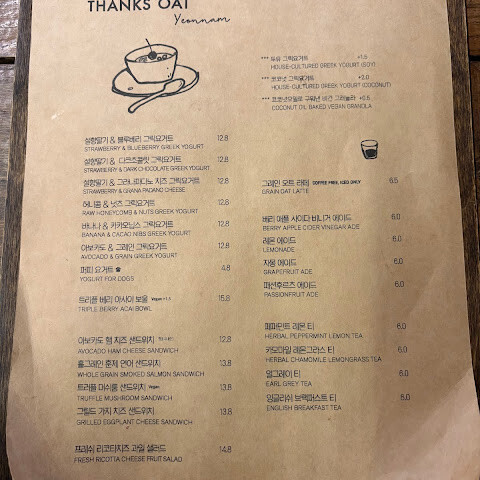 THANKS OAT
Yeonnam
*** 두유 그릭요거트 +1.5
HOUSE-CULTURED GREEK YOGURT (SOY)
*** 코코넛 그릭요거트 +2.0
HOUSE-CULTURED GREEK YOGURT (COCONUT)
*** 코코넛오일로 구워낸 비건 그래놀라 +0.5
COCONUT OIL BAKED VEGAN GRANOLA
설향딸기 & 블루베리 그릭요거트 12.8
STRAWBERRY & BLUEBERRY GREEK YOGURT
설향딸기 & 다크초콜릿 그릭요거트 12.8
STRAWBERRY & DARK CHOCOLATE GREEK YOGURT
설향딸기 & 그라나파다노 치즈 그릭요거트 12.8
STRAWBERRY & GRANA PADANO CHEESE
허니콤 & 넛츠 그릭요거트 12.8
RAW HONEYCOMB & NUTS GREEK YOGURT
바나나 & 카카오닙스 그릭요거트 12.8
BANANA & CACAO NIBS GREEK YOGURT
아보카도 & 그레인 그릭요거트 12.8
AVOCADO & GRAIN GREEK YOGURT
퍼피 요거트 4.8
YOGURT FOR DOGS
트리플 베리 아사이 보울 Vegan 15.8
TRIPLE BERRY ACAI BOWL
아보카도 햄 치즈 샌드위치 12.8
AVOCADO HAM CHEESE SANDWICH
홀그레인 훈제 연어 샌드위치 13.8
WHOLE GRAIN SMOKED SALMON SANDWICH
트러플 머쉬룸 샌드위치 Vegan 13.8
TRUFFLE MUSHROOM SANDWICH
그릴드 가지 치즈 샌드위치 13.8
GRILLED EGGPLANT CHEESE SANDWICH
프레쉬 리코타치즈 과일 샐러드 14.8
FRESH RICOTTA CHEESE FRUIT SALAD
그레인 오트 라떼 COFFEE FREE, ICED ONLY 6.5
GRAIN OAT LATTE
베리 애플 사이다 비니거 에이드 6.0
BERRY APPLE CIDER VINEGAR ADE
레몬 에이드 6.0
LEMONADE
자몽 에이드 6.0
GRAPEFRUIT ADE
패션후르츠 에이드 6.0
PASSIONFRUIT ADE
페퍼민트 레몬 티 6.0
HERBAL PEPPERMINT LEMON TEA
카모마일 레몬그라스 티 6.0
HERBAL CHAMOMILE LEMONGRASS TEA
얼그레이 티 6.0
EARL GREY TEA
잉글리쉬 브랙퍼스트 티 6.0
ENGLISH BREAKFAST TEA